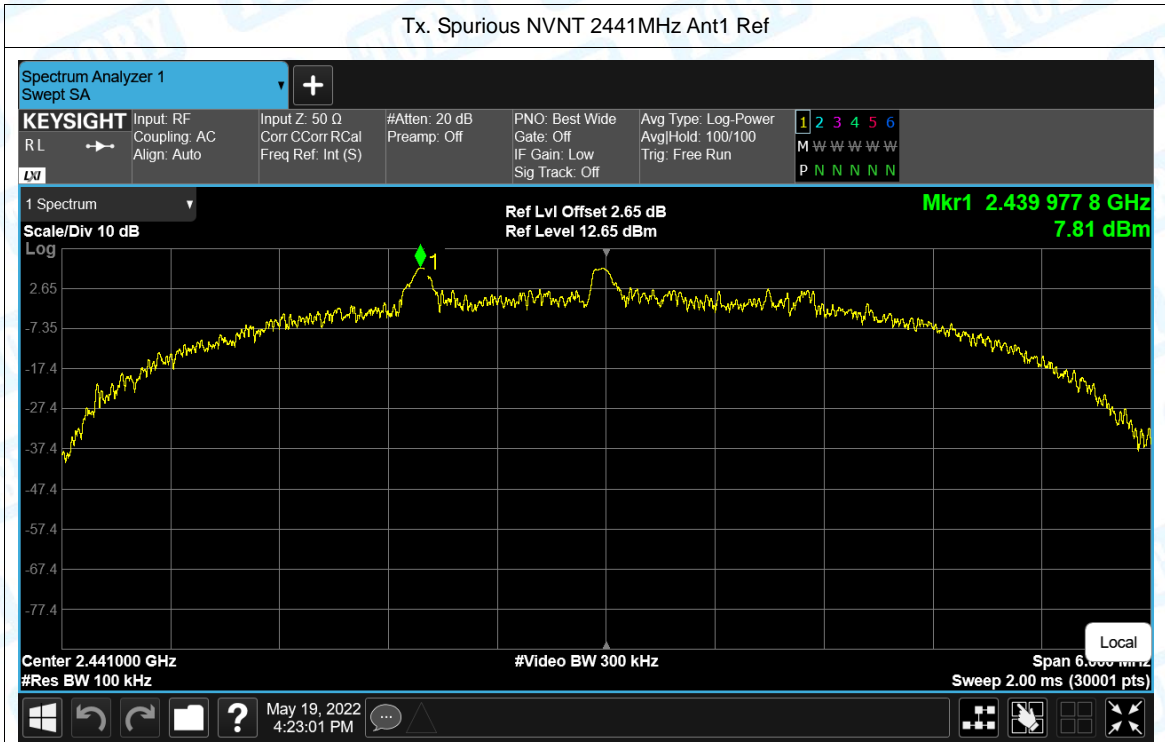 Tx. Spurious NVNT 2441MHz Ant1 Ref
Spectrum Analyzer 1
Swept SA
+
KEYSIGHT
R L
LXI
Input: RF
Coupling: AC
Align: Auto
Input Z: 50 Ω
Corr CCorr RCal
Freq Ref: Int (S)
#Atten: 20 dB
Preamp: Off
PNO: Best Wide
Gate: Off
IF Gain: Low
Sig Track: Off
Avg Type: Log-Power
Avg|Hold: 100/100
Trig: Free Run
1 2 3 4 5 6
M W W W W W
P N N N N N
1 Spectrum
Scale/Div 10 dB
Log
Ref Lvl Offset 2.65 dB
Ref Level 12.65 dBm
Mkr1 2.439 977 8 GHz
7.81 dBm
1
2.65
-7.35
-17.4
-27.4
-37.4
-47.4
-57.4
-67.4
-77.4
Local
Center 2.441000 GHz
#Video BW 300 kHz
Span 6.000 MHz
#Res BW 100 kHz
Sweep 2.00 ms (30001 pts)
?
May 19, 2022
4:23:01 PM